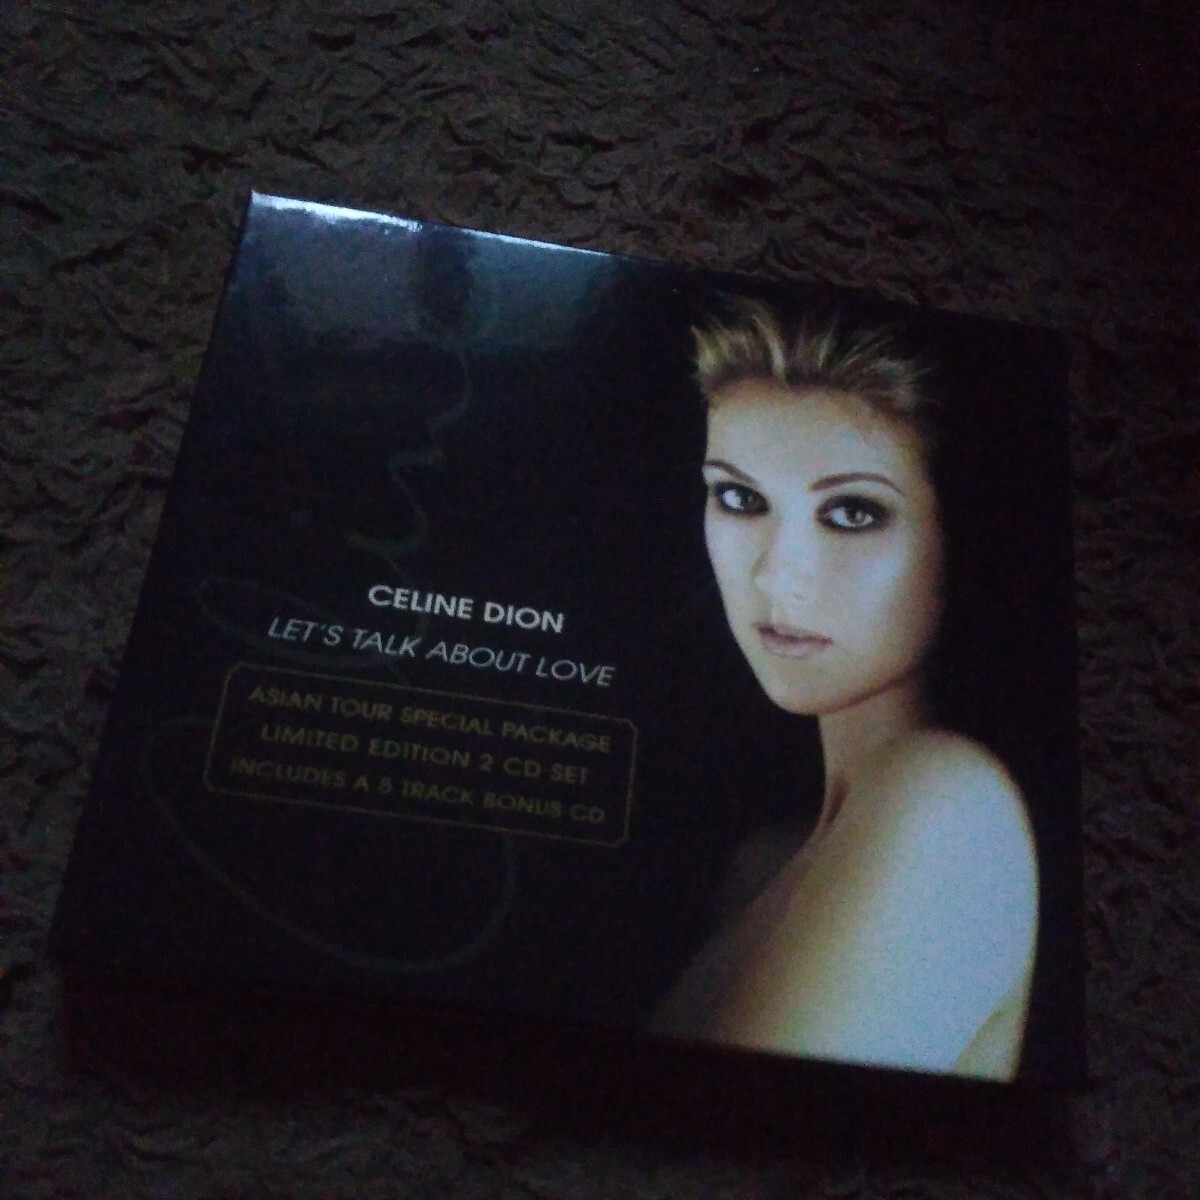 CELINE DION
LET'S TALK ABOUT LOVE
ASIAN TOUR SPECIAL PACKAGE
LIMITED EDITION 2 CD SET
INCLUDES A 5 TRACK BONUS CD